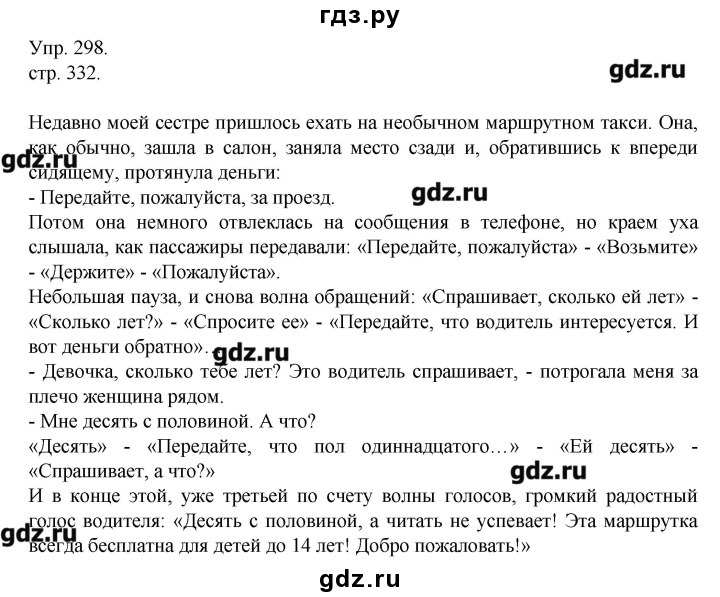 гдз.ру
Упр. 298.
стр. 332.
gdz.ru
Недавно моей сестре пришлось ехать на необычном маршрутном такси. Она,
как обычно, зашла в салон, заняла место сзади и, обратившись к впереди
gdz.ru
сидящему, протянула деньги:
- Передайте, пожалуйста, за проезд.
gdz.ru
Потом она немного отвлеклась на сообщения в телефоне, но краем уха
слышала, как пассажиры передавали: «Передайте, пожалуйста» - «Возьмите»
- «Держите» - «Пожалуйста».
Небольшая пауза, и снова волна обращений: «Спрашивает, сколько ей лет» -
«Сколько лет?» - «Спросите ее» - «Передайте, что водитель интересуется. И
вот деньги обратно»…
gdz.ru
- Девочка, сколько тебе лет? Это водитель спрашивает, - потрогала меня за
плечо женщина рядом.
- Мне десять с половиной. А что?
«Десять» - «Передайте, что пол одиннадцатого…» - «Ей десять» -
«Спрашивает, а что?»
gdz.ru
И в конце этой, уже третьей по счету волны голосов, громкий радостный
голос водителя: «Десять с половиной, а читать не успевает! Эта маршрутка
gdz.ru
всегда бесплатна для детей до 14 лет! Добро пожаловать!»
gdz.ru